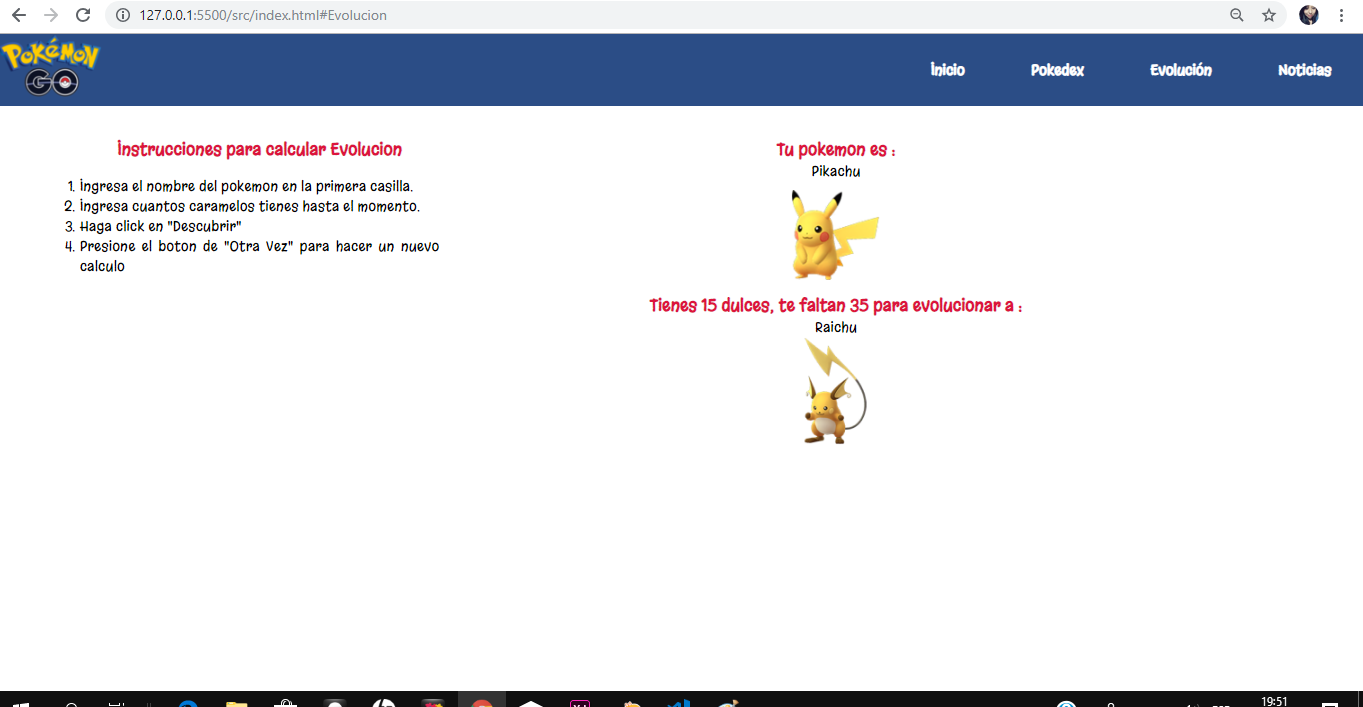 127.0.0.1:5500/src/index.html#Evolucion
POKéMON
GO
Inicio Pokedex Evolución Noticias
Instrucciones para calcular Evolucion
1. Ingresa el nombre del pokemon en la primera casilla.
2. Ingresa cuantos caramelos tienes hasta el momento.
3. Haga click en "Descubrir"
4. Presione el boton de "Otra Vez" para hacer un nuevo
calculo
Tu pokemon es :
Pikachu
Tienes 15 dulces, te faltan 35 para evolucionar a :
Raichu
19:51